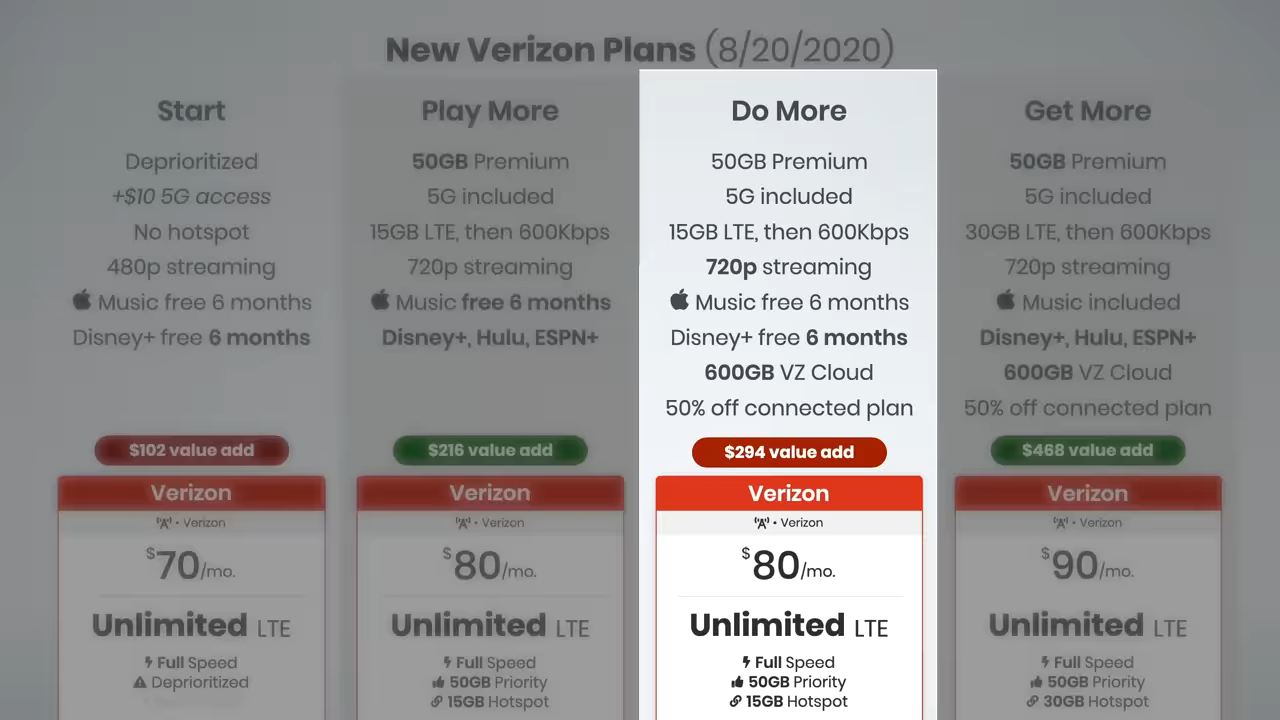 New Verizon Plans (8/20/2020)
Start
Deprioritized
+$10 5G access
No hotspot
480p streaming
Music free 6 months
Disney+ free 6 months
$102 value add
Verizon
• Verizon
$70/mo.
Unlimited LTE
Full Speed
Deprioritized
Play More
50GB Premium
5G included
15GB LTE, then 600Kbps
720p streaming
Music free 6 months
Disney+, Hulu, ESPN+
$216 value add
Verizon
• Verizon
$80/mo.
Unlimited LTE
Full Speed
50GB Priority
15GB Hotspot
Do More
50GB Premium
5G included
15GB LTE, then 600Kbps
720p streaming
Music free 6 months
Disney+ free 6 months
600GB VZ Cloud
50% off connected plan
$294 value add
Verizon
• Verizon
$80/mo.
Unlimited LTE
Full Speed
50GB Priority
15GB Hotspot
Get More
50GB Premium
5G included
30GB LTE, then 600Kbps
720p streaming
Music included
Disney+, Hulu, ESPN+
600GB VZ Cloud
50% off connected plan
$468 value add
Verizon
• Verizon
$90/mo.
Unlimited LTE
Full Speed
50GB Priority
30GB Hotspot